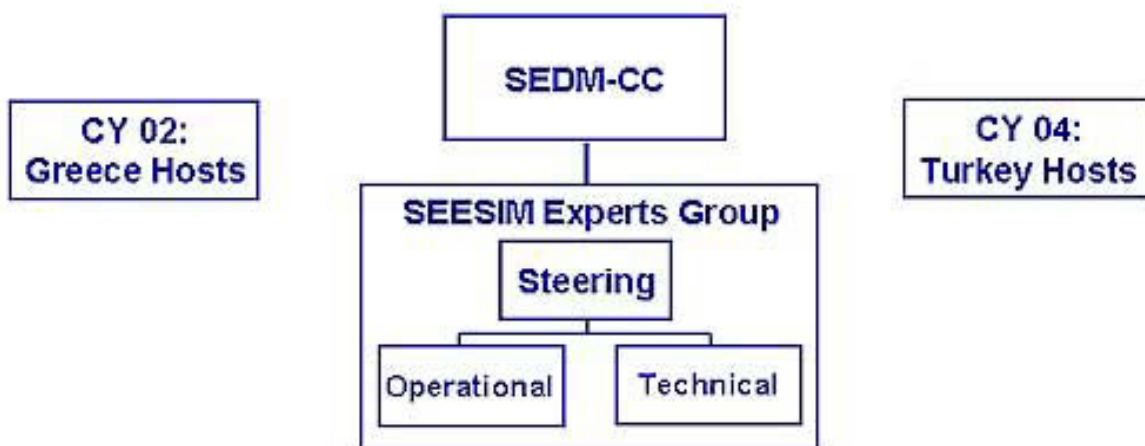 SEDM-CC
CY 02:
Greece Hosts
CY 04:
Turkey Hosts
SEESIM Experts Group
Steering
Operational
Technical